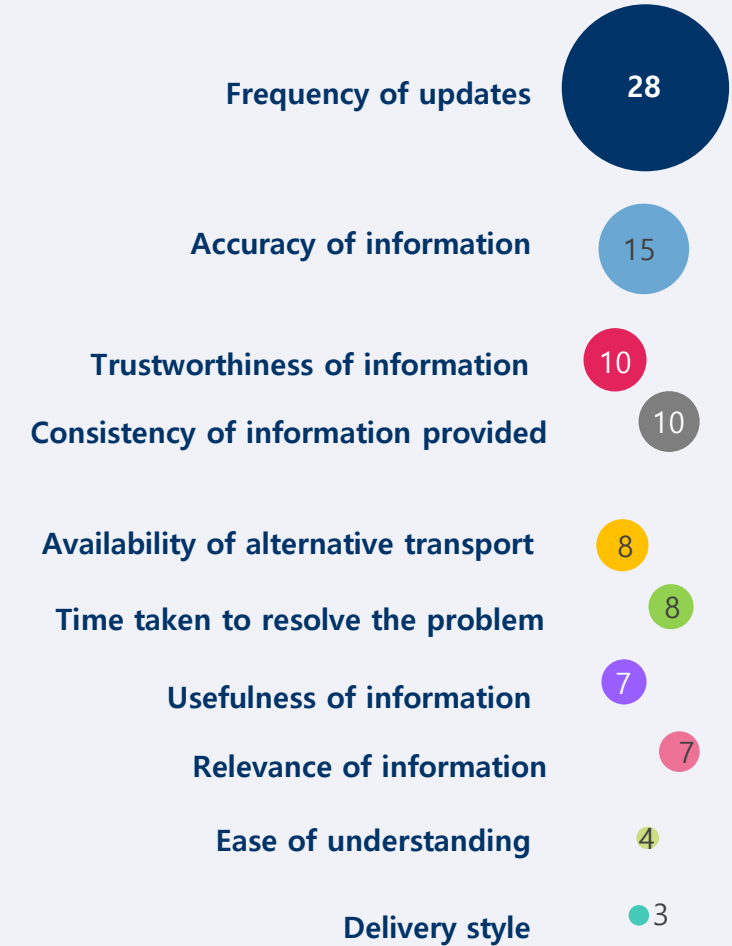 Frequency of updates 28
Accuracy of information 15
Trustworthiness of information 10
Consistency of information provided 10
Availability of alternative transport 8
Time taken to resolve the problem 8
Usefulness of information 7
Relevance of information 7
Ease of understanding 4
Delivery style 3